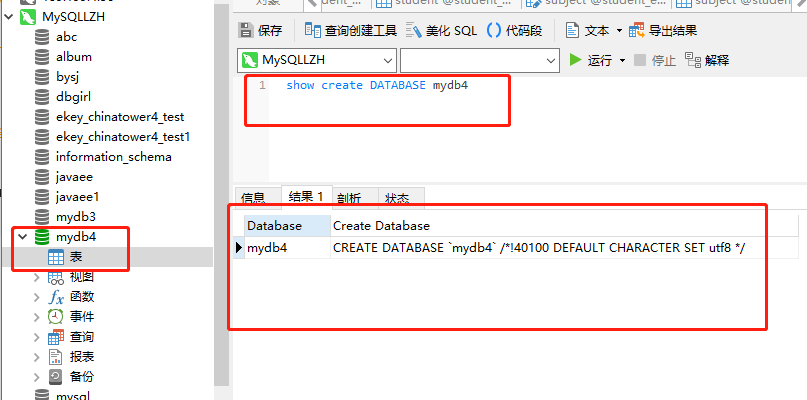 对象
student @student_...
subject @student_e...
subject @student_...
MySQLLZH
abc
album
bysj
dbgirl
ekey_chinatower4_test
ekey_chinatower4_test1
information_schema
javaee
javaee1
mydb3
mydb4
表
视图
函数
事件
查询
报表
备份
mysql
保存 查询创建工具 美化 SQL () 代码段 文本 导出结果
MySQLLZH 运行 停止 解释
1 show create DATABASE mydb4
信息 结果 1 剖析 状态
Database Create Database
mydb4 CREATE DATABASE `mydb4` /*!40100 DEFAULT CHARACTER SET utf8 */